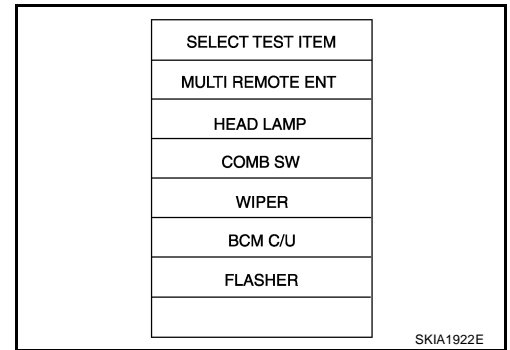 SELECT TEST ITEM
MULTI REMOTE ENT
HEAD LAMP
COMB SW
WIPER
BCM C/U
FLASHER
SKIA1922E